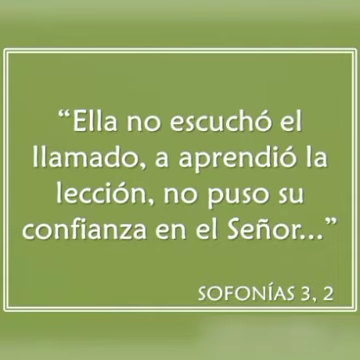 “Ella no escuchó el
llamado, a aprendió la
lección, no puso su
confianza en el Señor...”
SOFONÍAS 3, 2